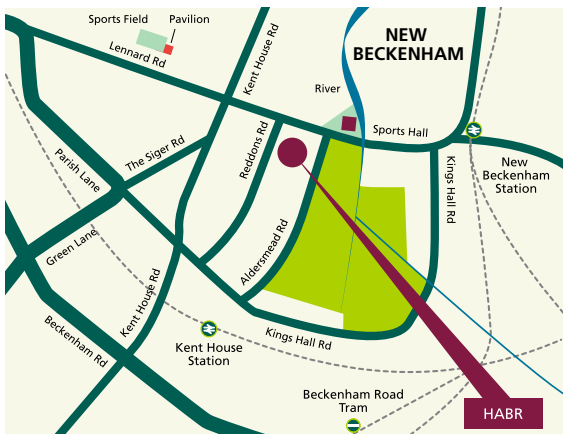 Sports Field
Pavilion
Lennard Rd
Kent House Rd
NEW
BECKENHAM
River
Sports Hall
The Siger Rd
Reddons Rd
Parish Lane
New
Beckenham
Station
Kings Hall Rd
Aldersmead Rd
Green Lane
Kent House Rd
Beckenham Rd
Kings Hall Rd
Kent House
Station
Beckenham Road
Tram
HABR